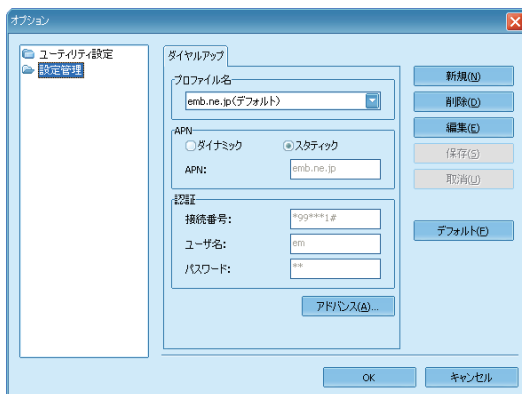 オプション
ユーティリティ設定
設定管理
ダイヤルアップ
プロファイル名
emb.ne.jp(デフォルト)
APN
ダイナミック
スタティック
APN:
emb.ne.jp
認証
接続番号:
*99***1#
ユーザ名:
em
パスワード:
**
アドバンス(A)...
新規(N)
削除(D)
編集(E)
保存(S)
取消(U)
デフォルト(F)
OK
キャンセル